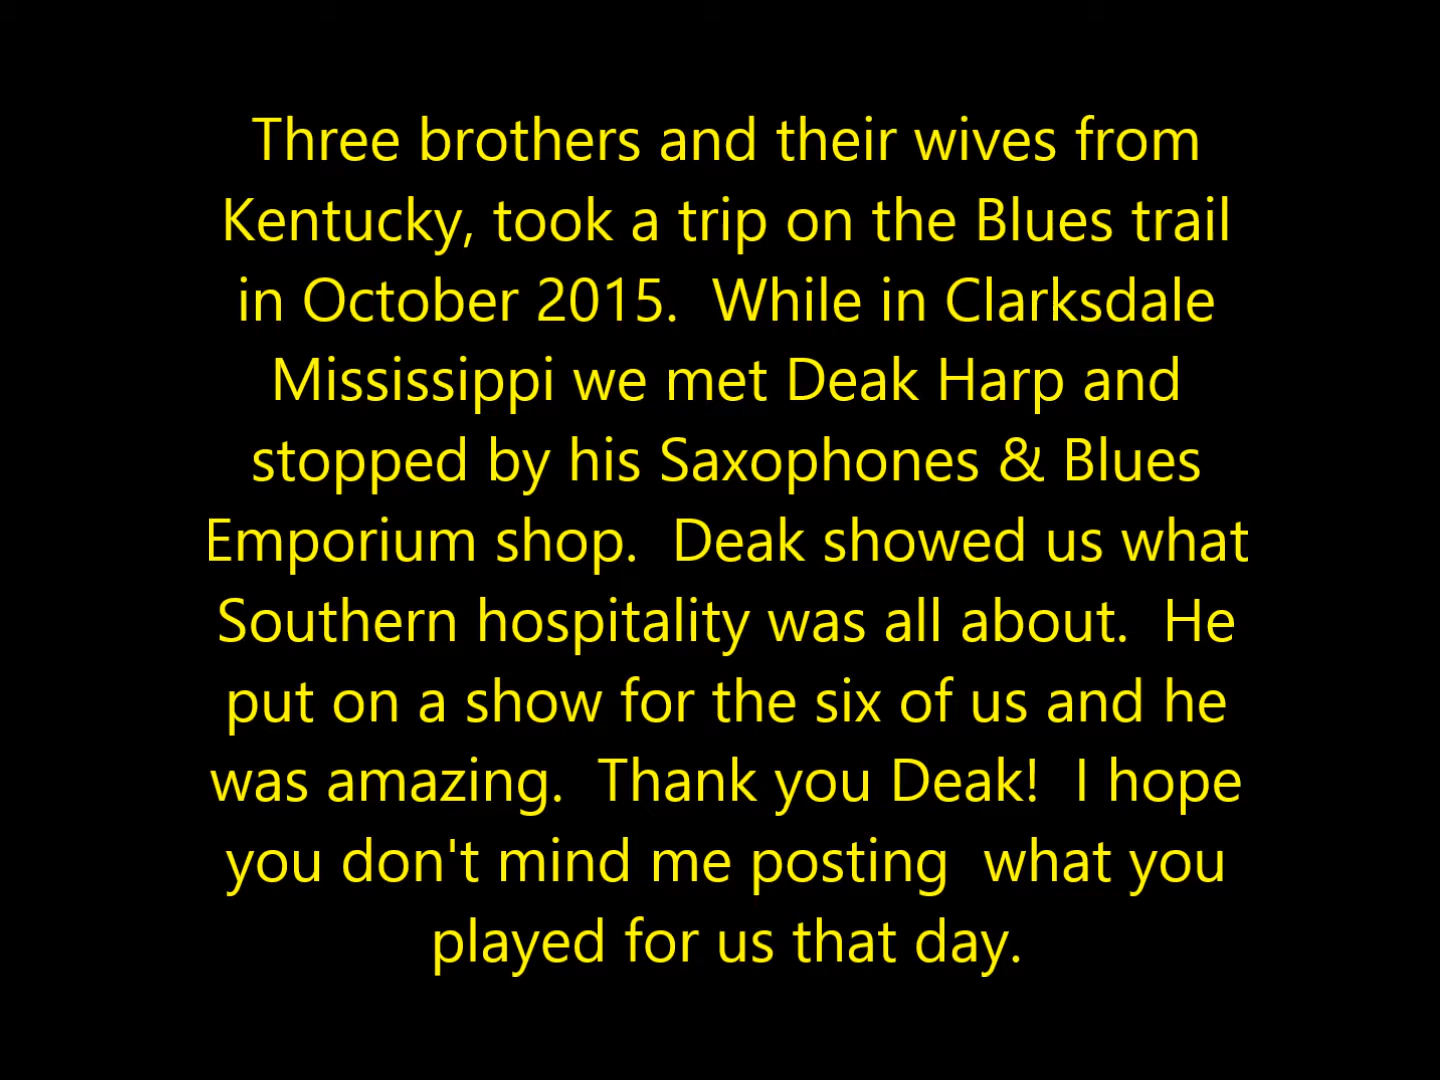 Three brothers and their wives from
Kentucky, took a trip on the Blues trail
in October 2015.  While in Clarksdale
Mississippi we met Deak Harp and
stopped by his Saxophones & Blues
Emporium shop.  Deak showed us what
Southern hospitality was all about.  He
put on a show for the six of us and he
was amazing.  Thank you Deak!  I hope
you don't mind me posting  what you
played for us that day.